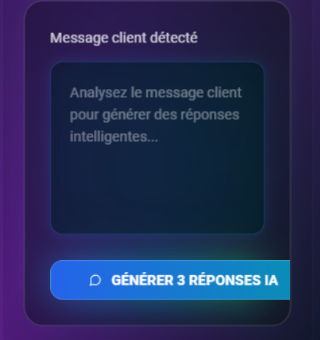 Message client détecté
Analysez le message client
pour générer des réponses
intelligentes...
GÉNÉRER 3 RÉPONSES IA